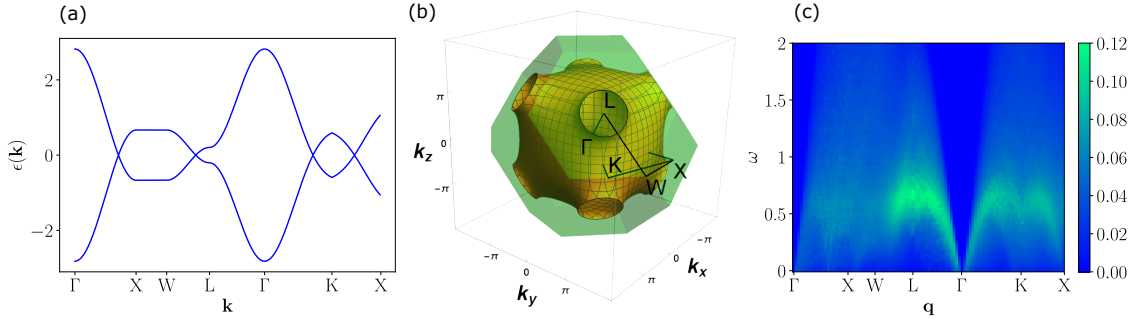 (a)
2
0
−2
ϵ(k)
Γ X W L Γ K X
k
(b)
π
0
−π
k_z
L
Γ
K
X
W
−π
0
π
k_y
−π
0
π
k_x
(c)
2
1.5
1
0.5
0
ω
Γ X W L Γ K X
q
0.12
0.10
0.08
0.06
0.04
0.02
0.00